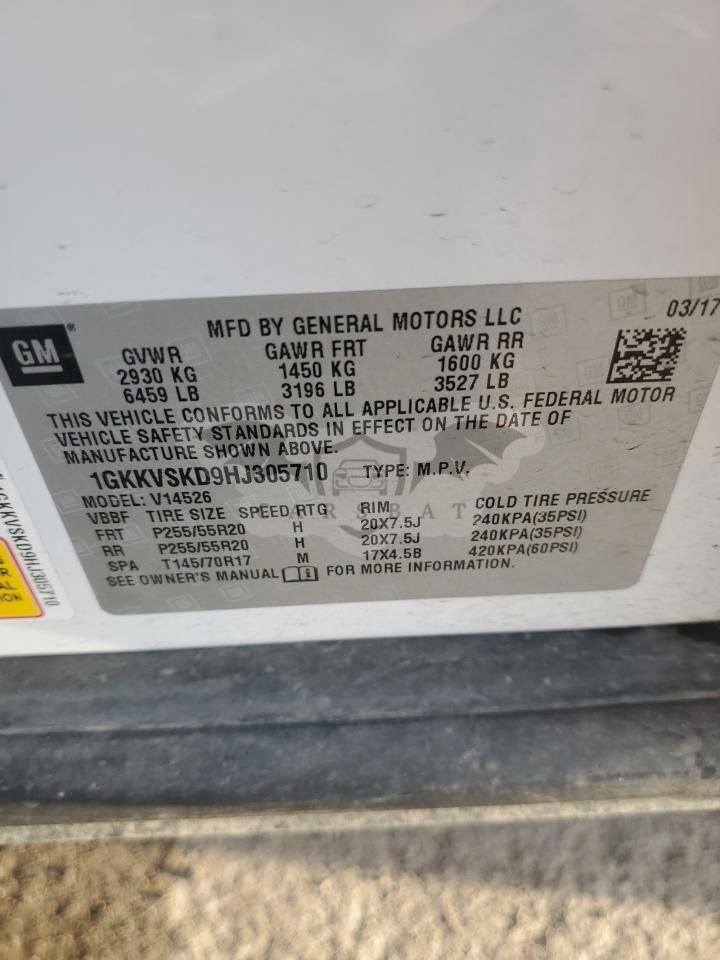 03/17
GM
MFD BY GENERAL MOTORS LLC
GVWR GAWR FRT GAWR RR
2930 KG 1450 KG 1600 KG
6459 LB 3196 LB 3527 LB
THIS VEHICLE CONFORMS TO ALL APPLICABLE U.S. FEDERAL MOTOR
VEHICLE SAFETY STANDARDS IN EFFECT ON THE DATE OF
MANUFACTURE SHOWN ABOVE.
1GKKVSKD9HJ305710 TYPE: M.P.V.
MODEL: V14526
VBBF TIRE SIZE SPEED/RTG RIM COLD TIRE PRESSURE
FRT P255/55R20 H 20X7.5J 240KPA(35PSI)
RR P255/55R20 H 20X7.5J 240KPA(35PSI)
SPA T145/70R17 M 17X4.5B 420KPA(60PSI)
SEE OWNER'S MANUAL FOR MORE INFORMATION.
1GKKVSKD9HJ305710